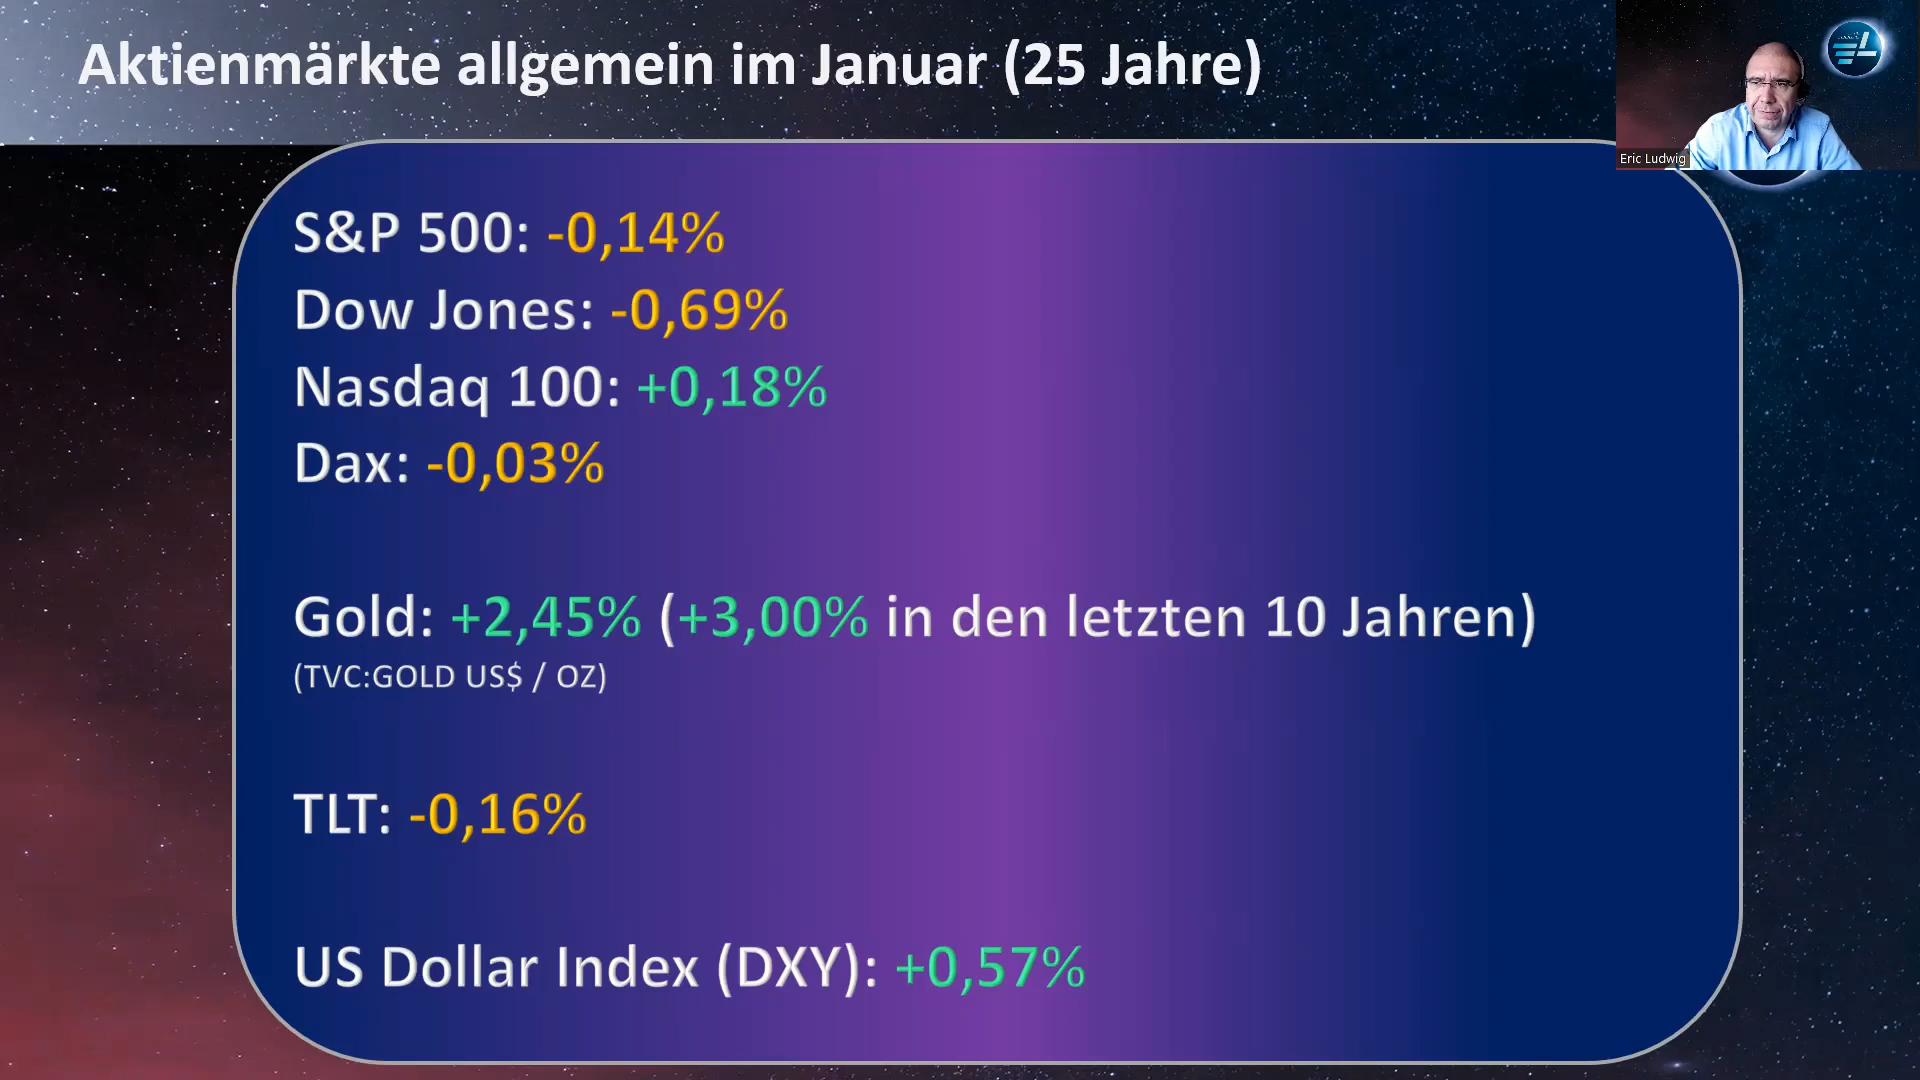 Aktienmärkte allgemein im Januar (25 Jahre)
Eric Ludwig
S&P 500: -0,14%
Dow Jones: -0,69%
Nasdaq 100: +0,18%
Dax: -0,03%
Gold: +2,45% (+3,00% in den letzten 10 Jahren)
(TVC:GOLD US$ / OZ)
TLT: -0,16%
US Dollar Index (DXY): +0,57%